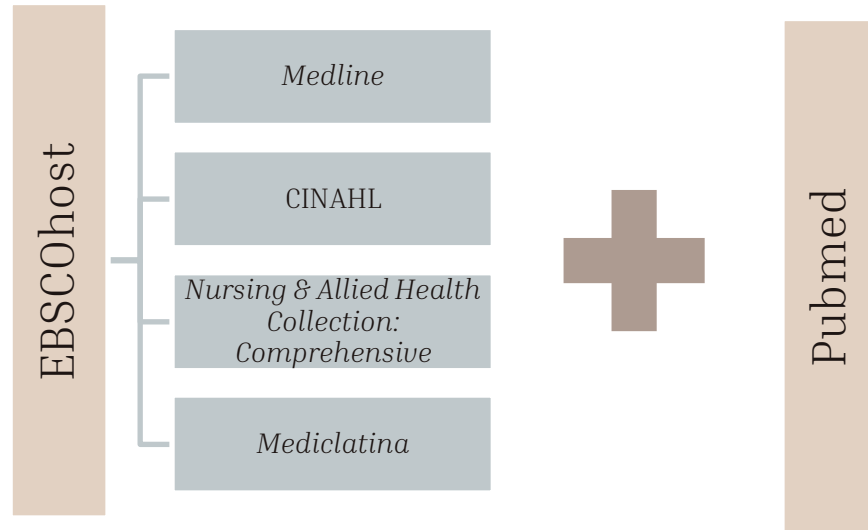 EBSCOhost
Medline
CINAHL
Nursing & Allied Health
Collection:
Comprehensive
Mediclatina
Pubmed